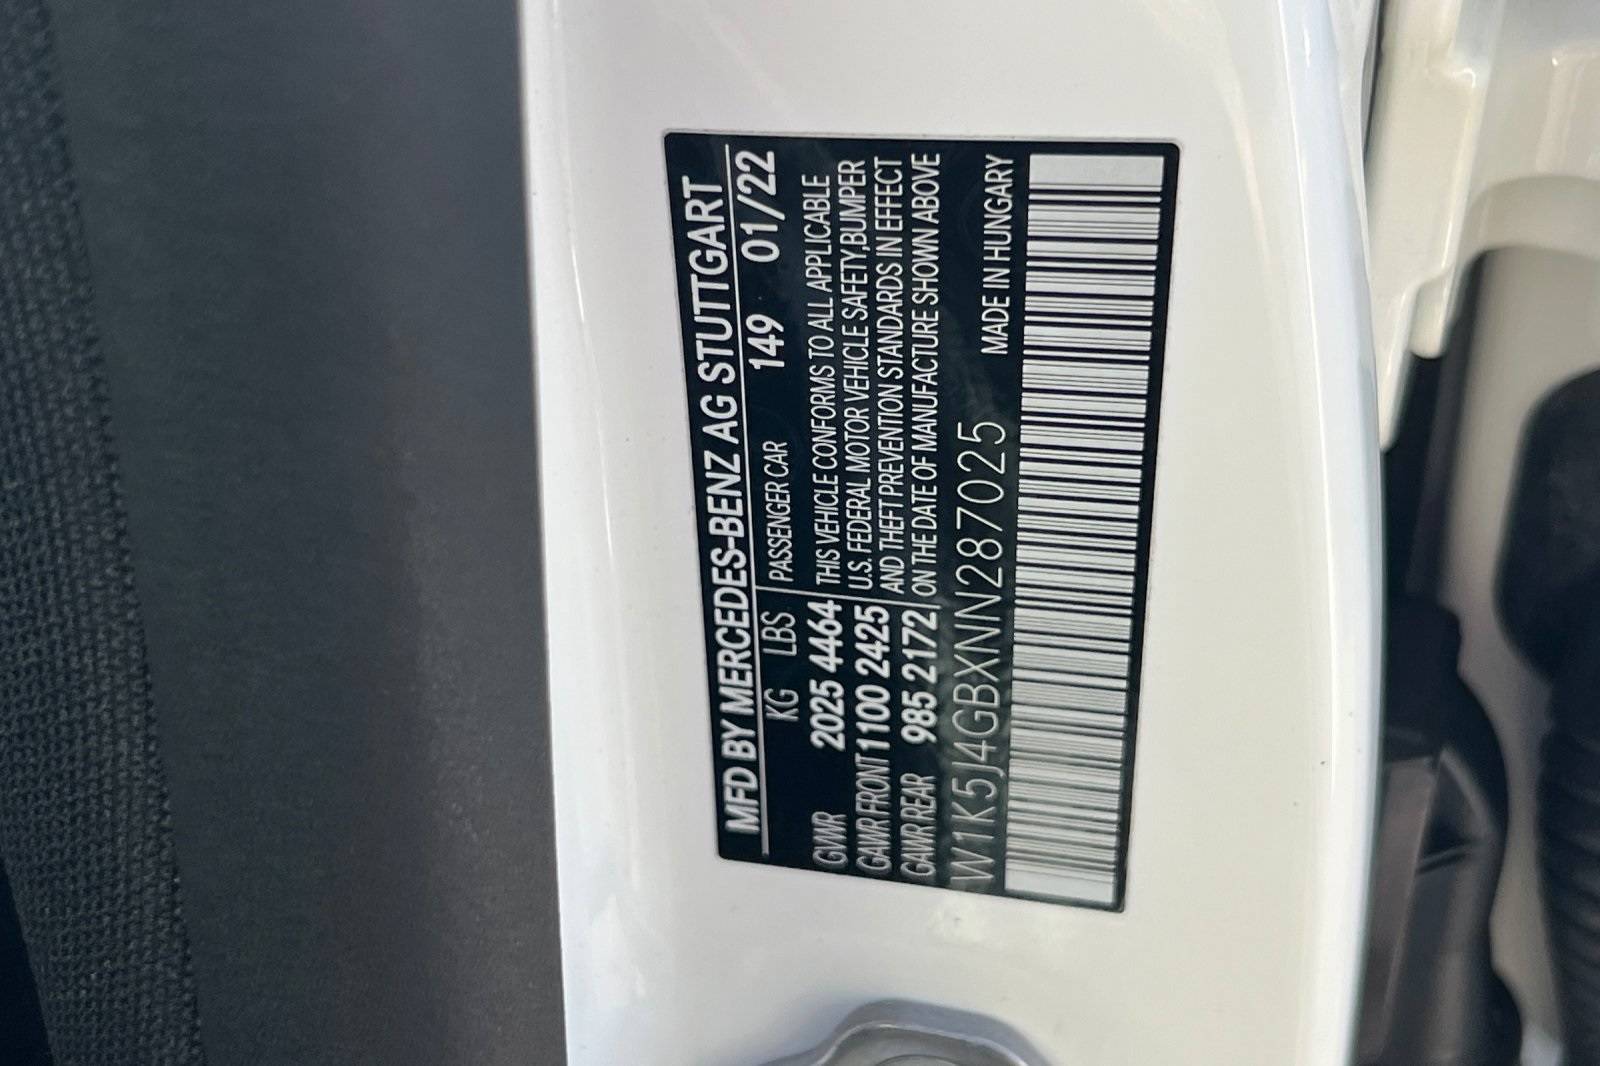 MFD BY MERCEDES-BENZ AG STUTTGART
KG LBS PASSENGER CAR 149 01/22
GVWR 2025 4464 THIS VEHICLE CONFORMS TO ALL APPLICABLE
GAWR FRONT 1100 2425 U.S. FEDERAL MOTOR VEHICLE SAFETY,BUMPER
GAWR REAR 985 2172 AND THEFT PREVENTION STANDARDS IN EFFECT
ON THE DATE OF MANUFACTURE SHOWN ABOVE
W1K5J4GBXNN287025 MADE IN HUNGARY